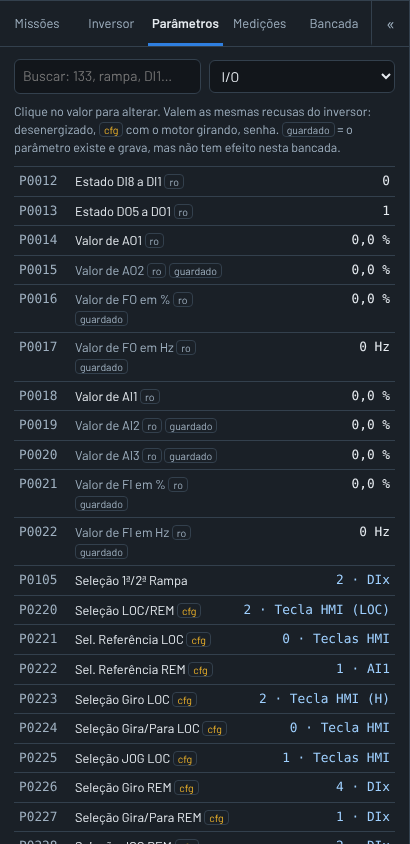 Missões Inversor Parâmetros Medições Bancada «
Buscar: 133, rampa, DI1... I/O
Clique no valor para alterar. Valem as mesmas recusas do inversor:
desenergizado, cfg com o motor girando, senha. guardado = o
parâmetro existe e grava, mas não tem efeito nesta bancada.
P0012 Estado DI8 a DI1 ro 0
P0013 Estado DO5 a DO1 ro 1
P0014 Valor de AO1 ro 0,0 %
P0015 Valor de AO2 ro guardado 0,0 %
P0016 Valor de FO em % ro 0,0 %
guardado
P0017 Valor de FO em Hz ro 0 Hz
guardado
P0018 Valor de AI1 ro 0,0 %
P0019 Valor de AI2 ro guardado 0,0 %
P0020 Valor de AI3 ro guardado 0,0 %
P0021 Valor de FI em % ro 0,0 %
guardado
P0022 Valor de FI em Hz ro 0 Hz
guardado
P0105 Seleção 1ª/2ª Rampa 2 · DIx
P0220 Seleção LOC/REM cfg 2 · Tecla HMI (LOC)
P0221 Sel. Referência LOC cfg 0 · Teclas HMI
P0222 Sel. Referência REM cfg 1 · AI1
P0223 Seleção Giro LOC cfg 2 · Tecla HMI (H)
P0224 Seleção Gira/Para LOC cfg 0 · Tecla HMI
P0225 Seleção JOG LOC cfg 1 · Teclas HMI
P0226 Seleção Giro REM cfg 4 · DIx
P0227 Seleção Gira/Para REM cfg 1 · DIx